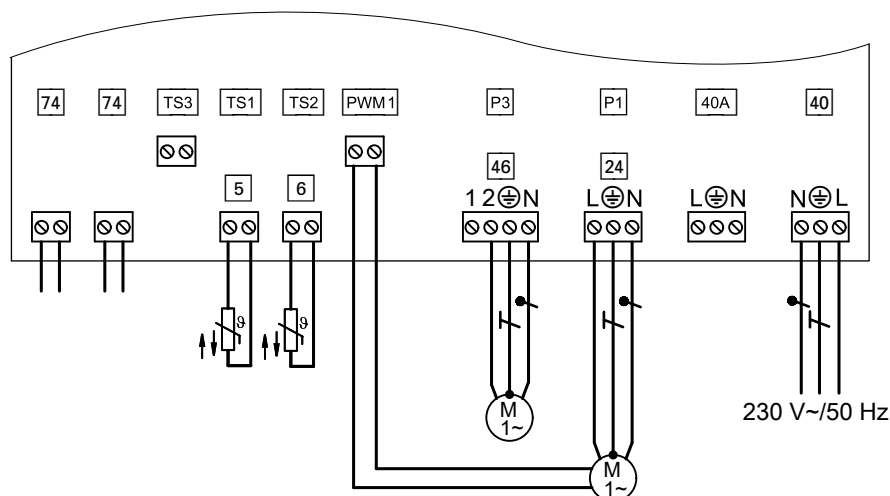 74 74 TS3 TS1 TS2 PWM1 P3 P1 40A 40
5 6 46 24
1 2 N L N L N N L
ϑ ϑ
M
1~
M
1~
230 V~/50 Hz